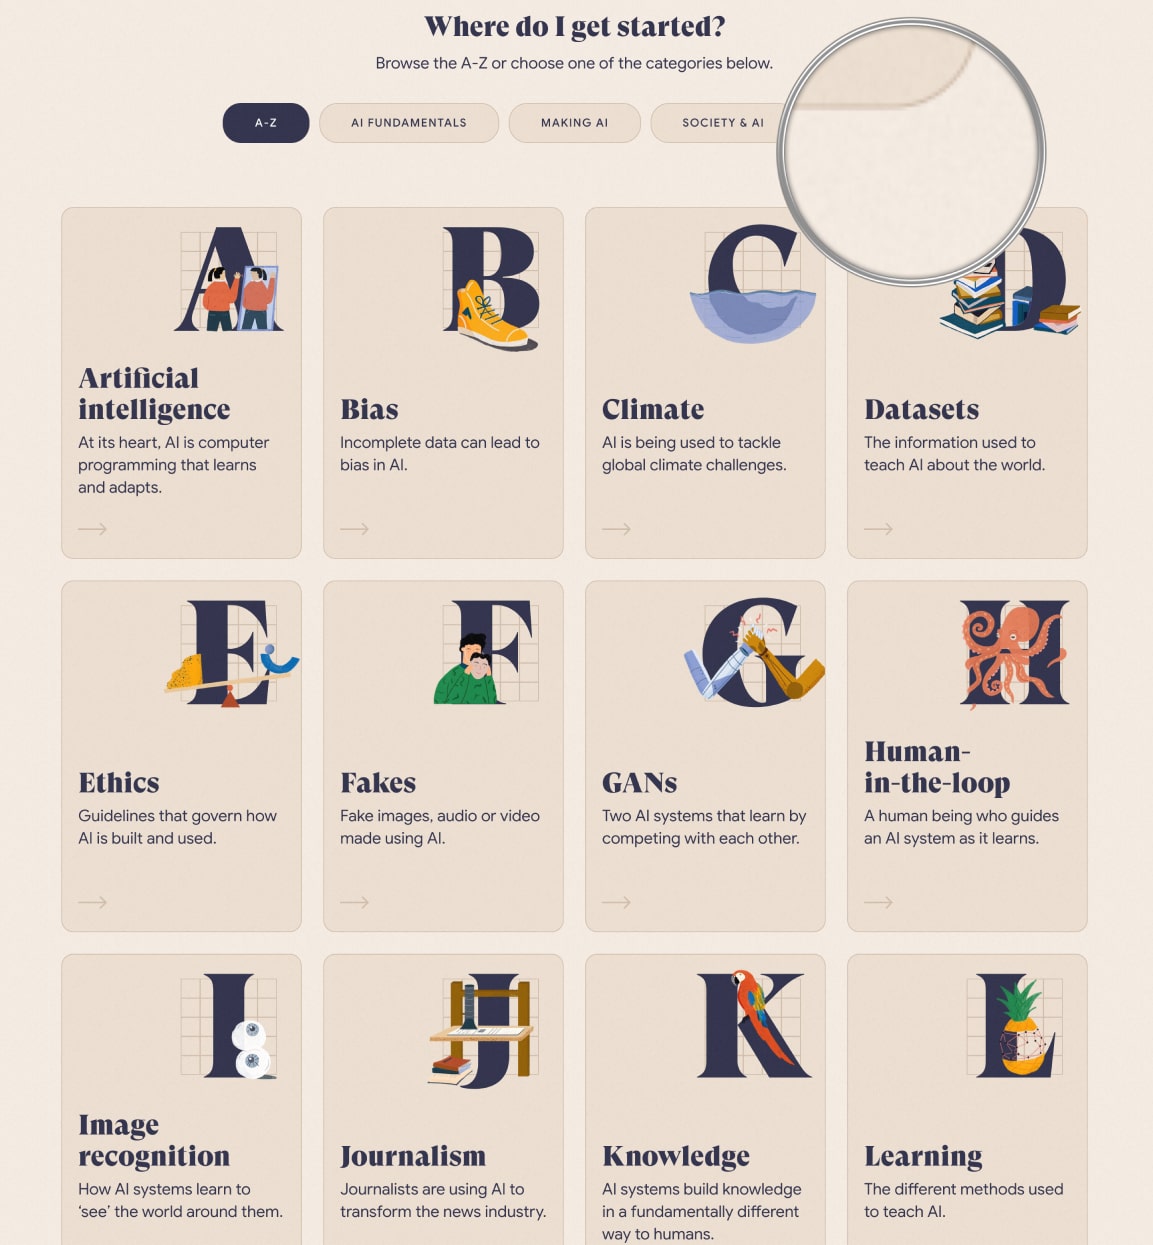 Where do I get started?
Browse the A-Z or choose one of the categories below.
A-Z
AI FUNDAMENTALS
MAKING AI
SOCIETY & AI
A
B
C
D
Artificial
intelligence
At its heart, AI is computer
programming that learns
and adapts.
Bias
Incomplete data can lead to
bias in AI.
Climate
AI is being used to tackle
global climate challenges.
Datasets
The information used to
teach AI about the world.
E
F
G
H
Ethics
Guidelines that govern how
AI is built and used.
Fakes
Fake images, audio or video
made using AI.
GANs
Two AI systems that learn by
competing with each other.
Human-
in-the-loop
A human being who guides
an AI system as it learns.
I
J
K
L
Image
recognition
How AI systems learn to
‘see’ the world around them.
Journalism
Journalists are using AI to
transform the news industry.
Knowledge
AI systems build knowledge
in a fundamentally different
way to humans.
Learning
The different methods used
to teach AI.